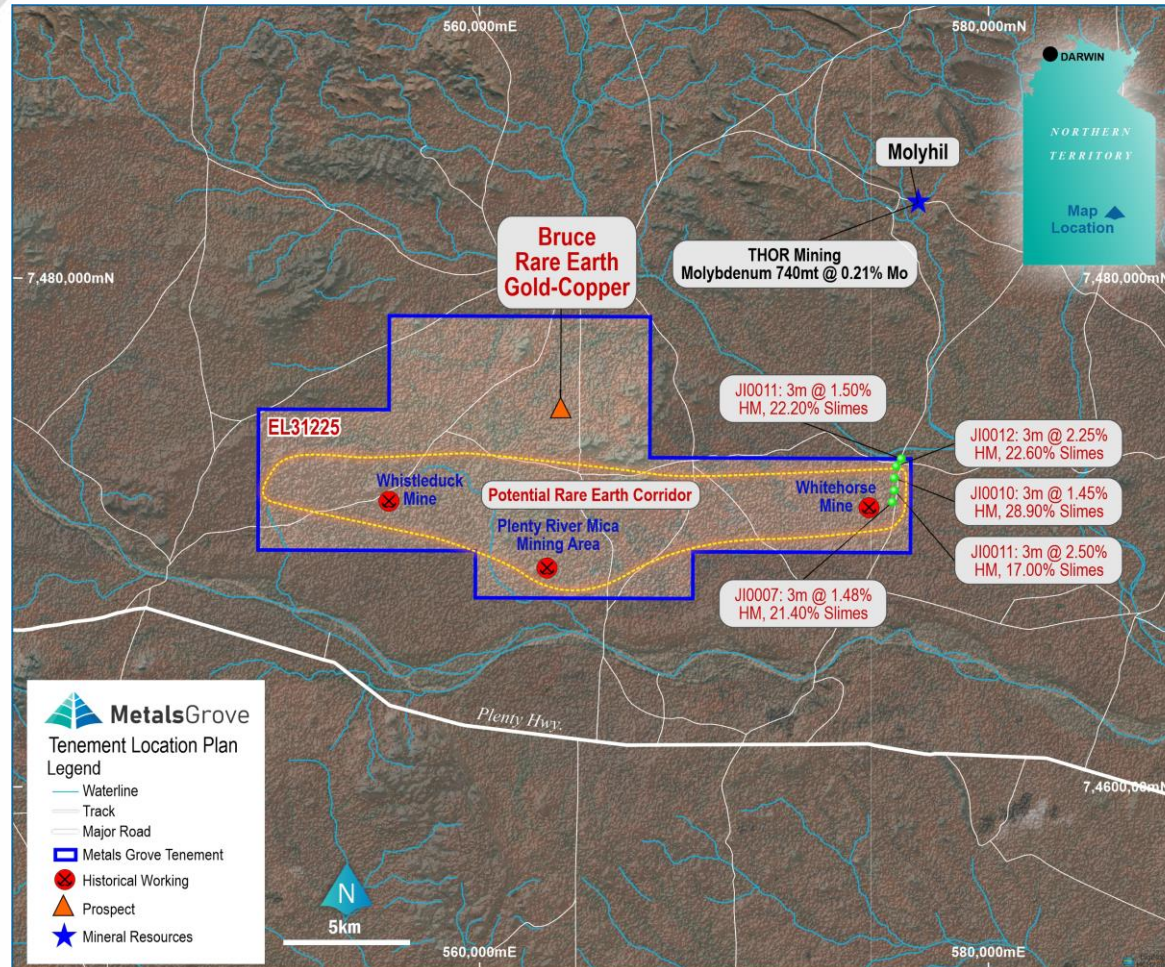 560,000mE
580,000mN
DARWIN
NORTHERN
TERRITORY
Map
Location
Molyhil
THOR Mining
Molybdenum 740mt @ 0.21% Mo
Bruce
Rare Earth
Gold-Copper
7,480,000mN
7,480,000mN
JI0011: 3m @ 1.50%
HM, 22.20% Slimes
EL31225
JI0012: 3m @ 2.25%
HM, 22.60% Slimes
Whistleduck
Mine
Potential Rare Earth Corridor
Whitehorse
Mine
JI0010: 3m @ 1.45%
HM, 28.90% Slimes
Plenty River Mica
Mining Area
JI0011: 3m @ 2.50%
HM, 17.00% Slimes
JI0007: 3m @ 1.48%
HM, 21.40% Slimes
Plenty Hwy.
7,4600,00mN
MetalsGrove
Tenement Location Plan
Legend
Waterline
Track
Major Road
Metals Grove Tenement
Historical Working
Prospect
Mineral Resources
N
5km
560,000mE
580,000mN